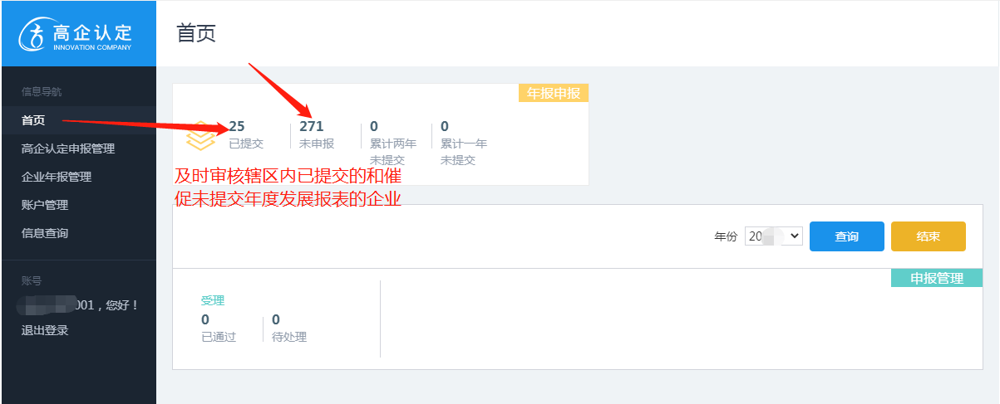 高企认定
INNOVATION COMPANY
首页
信息导航
首页
高企认定申报管理
企业年报管理
账户管理
信息查询
账号
001，您好！
退出登录
年报申报
25
已提交
271
未申报
0
累计两年
未提交
0
累计一年
未提交
及时审核辖区内已提交的和催
促未提交年度发展报表的企业
年份 20 查询 结束
申报管理
受理
0
已通过
0
待处理